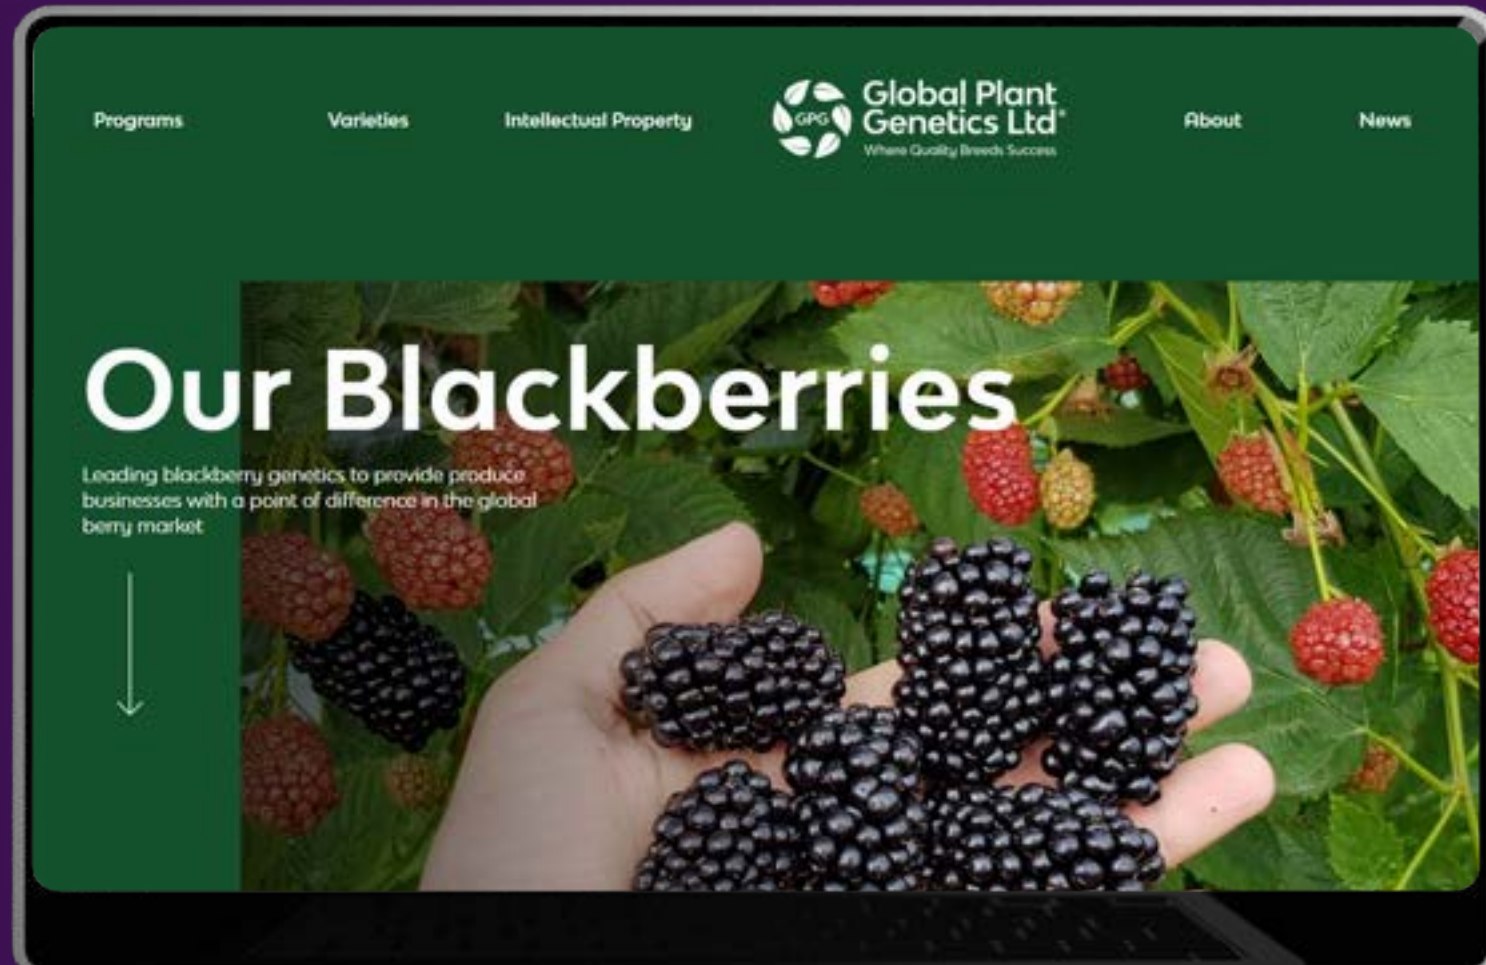 Programs
Varieties
Intellectual Property
GPG
Global Plant
Genetics Ltd®
Where Quality Breeds Success
About
News
Our Blackberries
Leading blackberry genetics to provide produce
businesses with a point of difference in the global
berry market